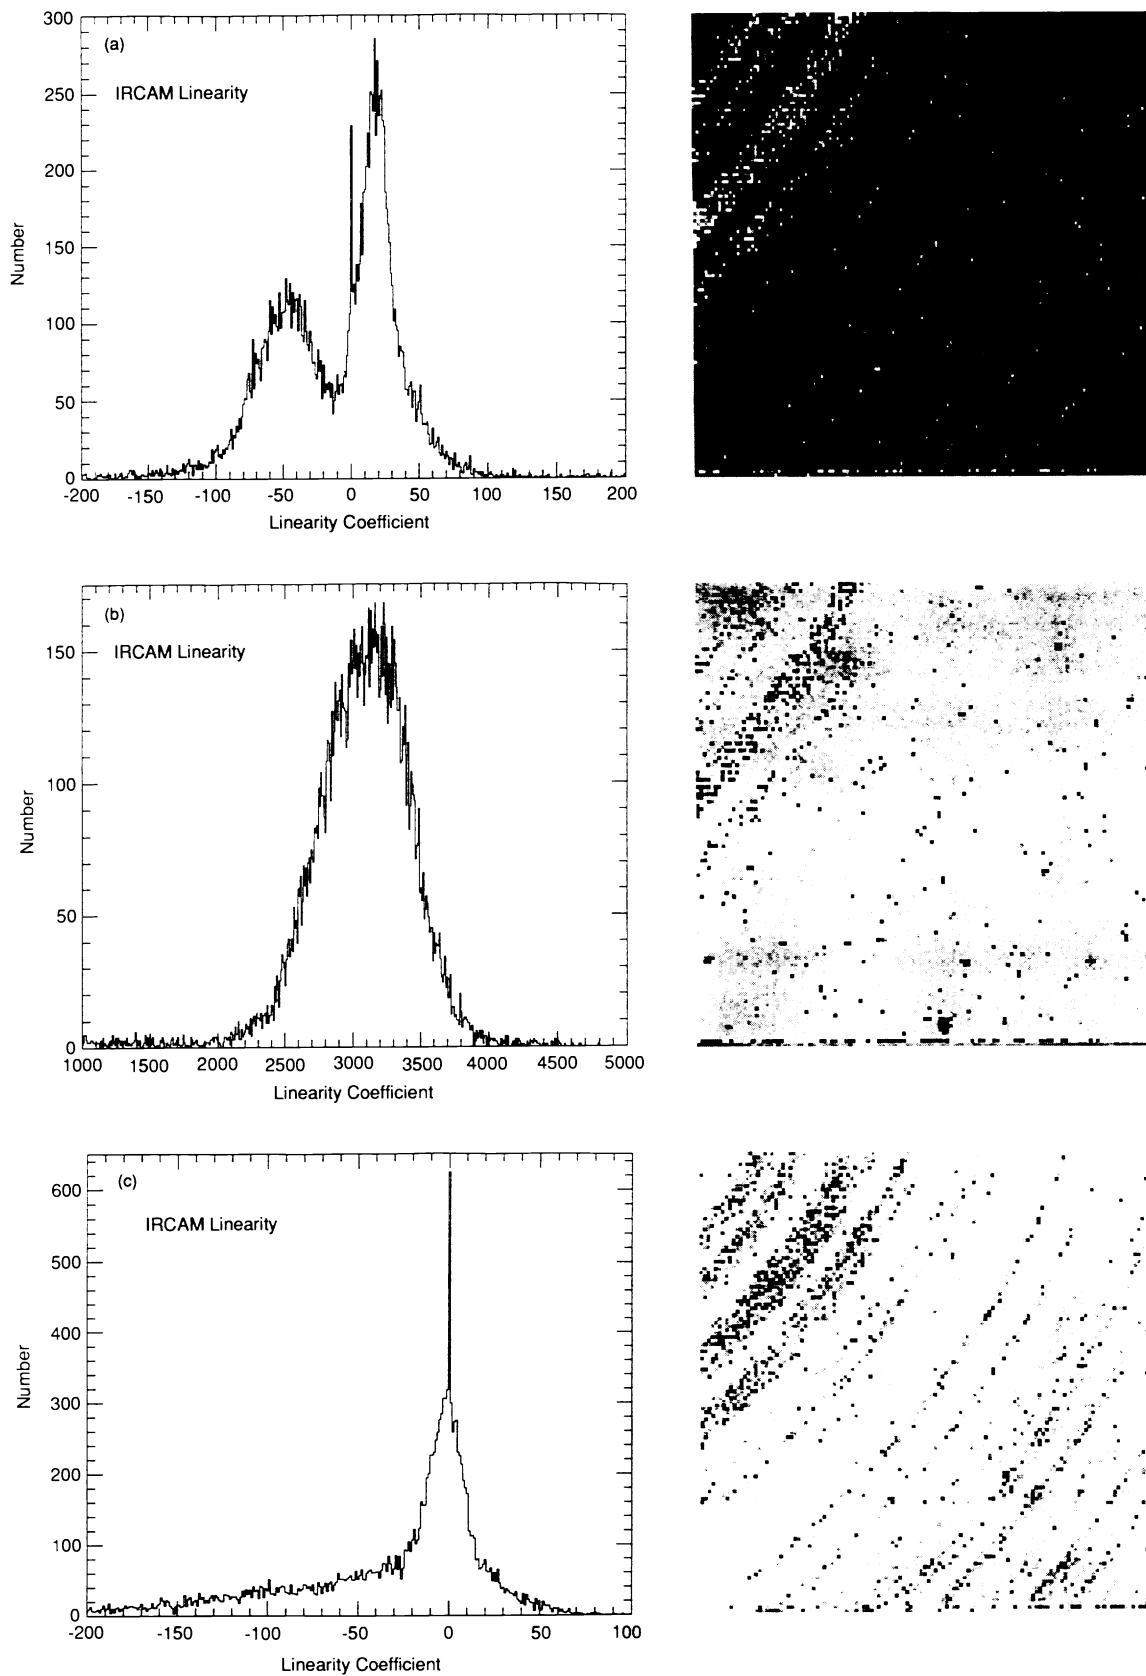 (a)
IRCAM Linearity
300
250
200
150
100
50
0
Number
-200 -150 -100 -50 0 50 100 150 200
Linearity Coefficient
(b)
IRCAM Linearity
150
100
50
0
Number
1000 1500 2000 2500 3000 3500 4000 4500 5000
Linearity Coefficient
(c)
IRCAM Linearity
600
500
400
300
200
100
0
Number
-200 -150 -100 -50 0 50 100
Linearity Coefficient